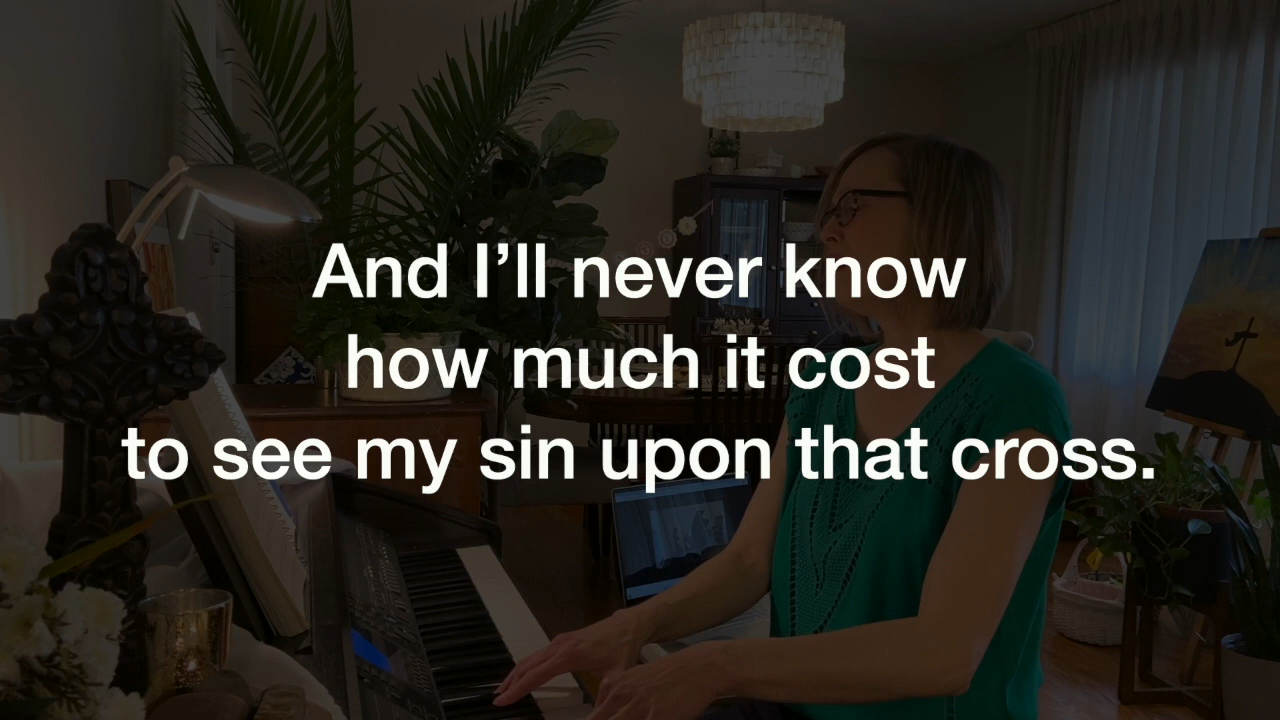 And I’ll never know
how much it cost
to see my sin upon that cross.